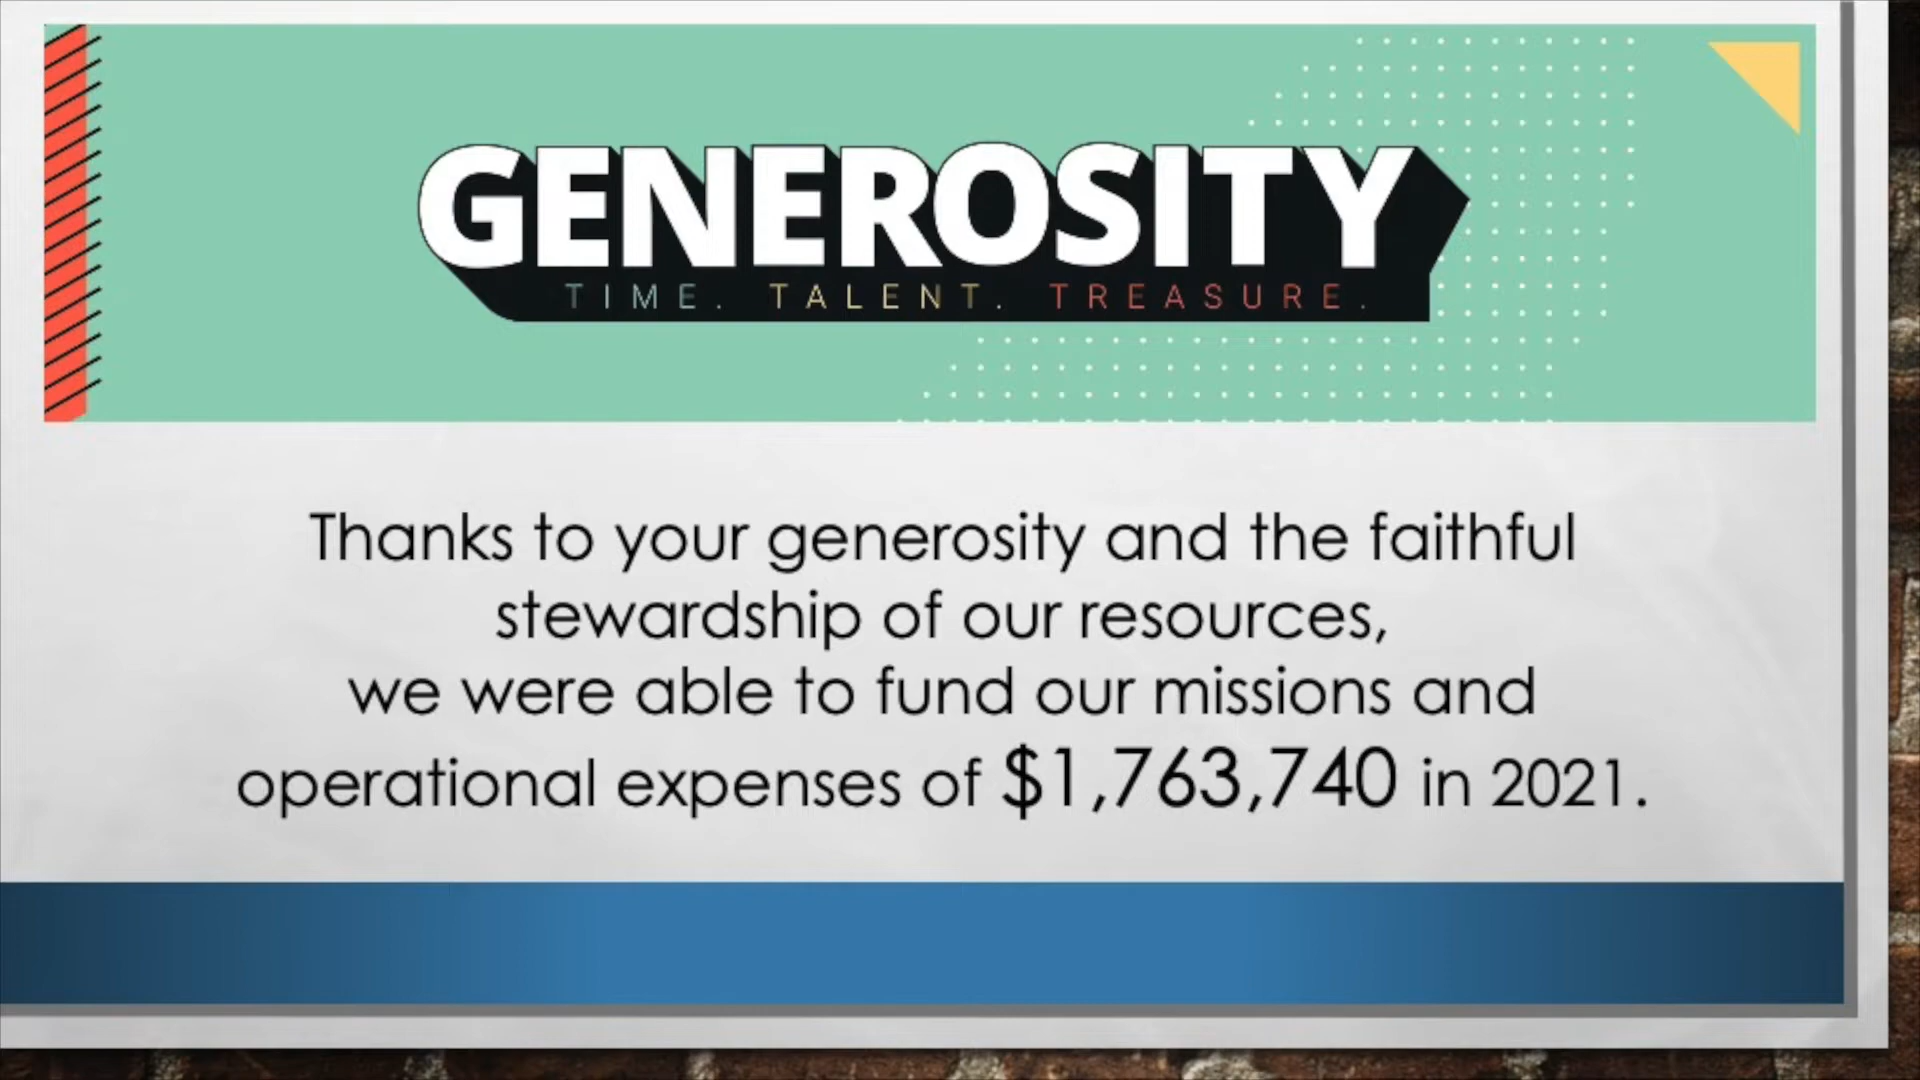 GENEROSITY
TIME. TALENT. TREASURE.
Thanks to your generosity and the faithful
stewardship of our resources,
we were able to fund our missions and
operational expenses of $1,763,740 in 2021.